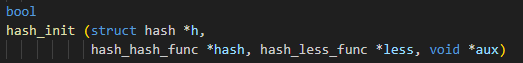 bool
hash_init (struct hash *h,
hash_hash_func *hash, hash_less_func *less, void *aux)